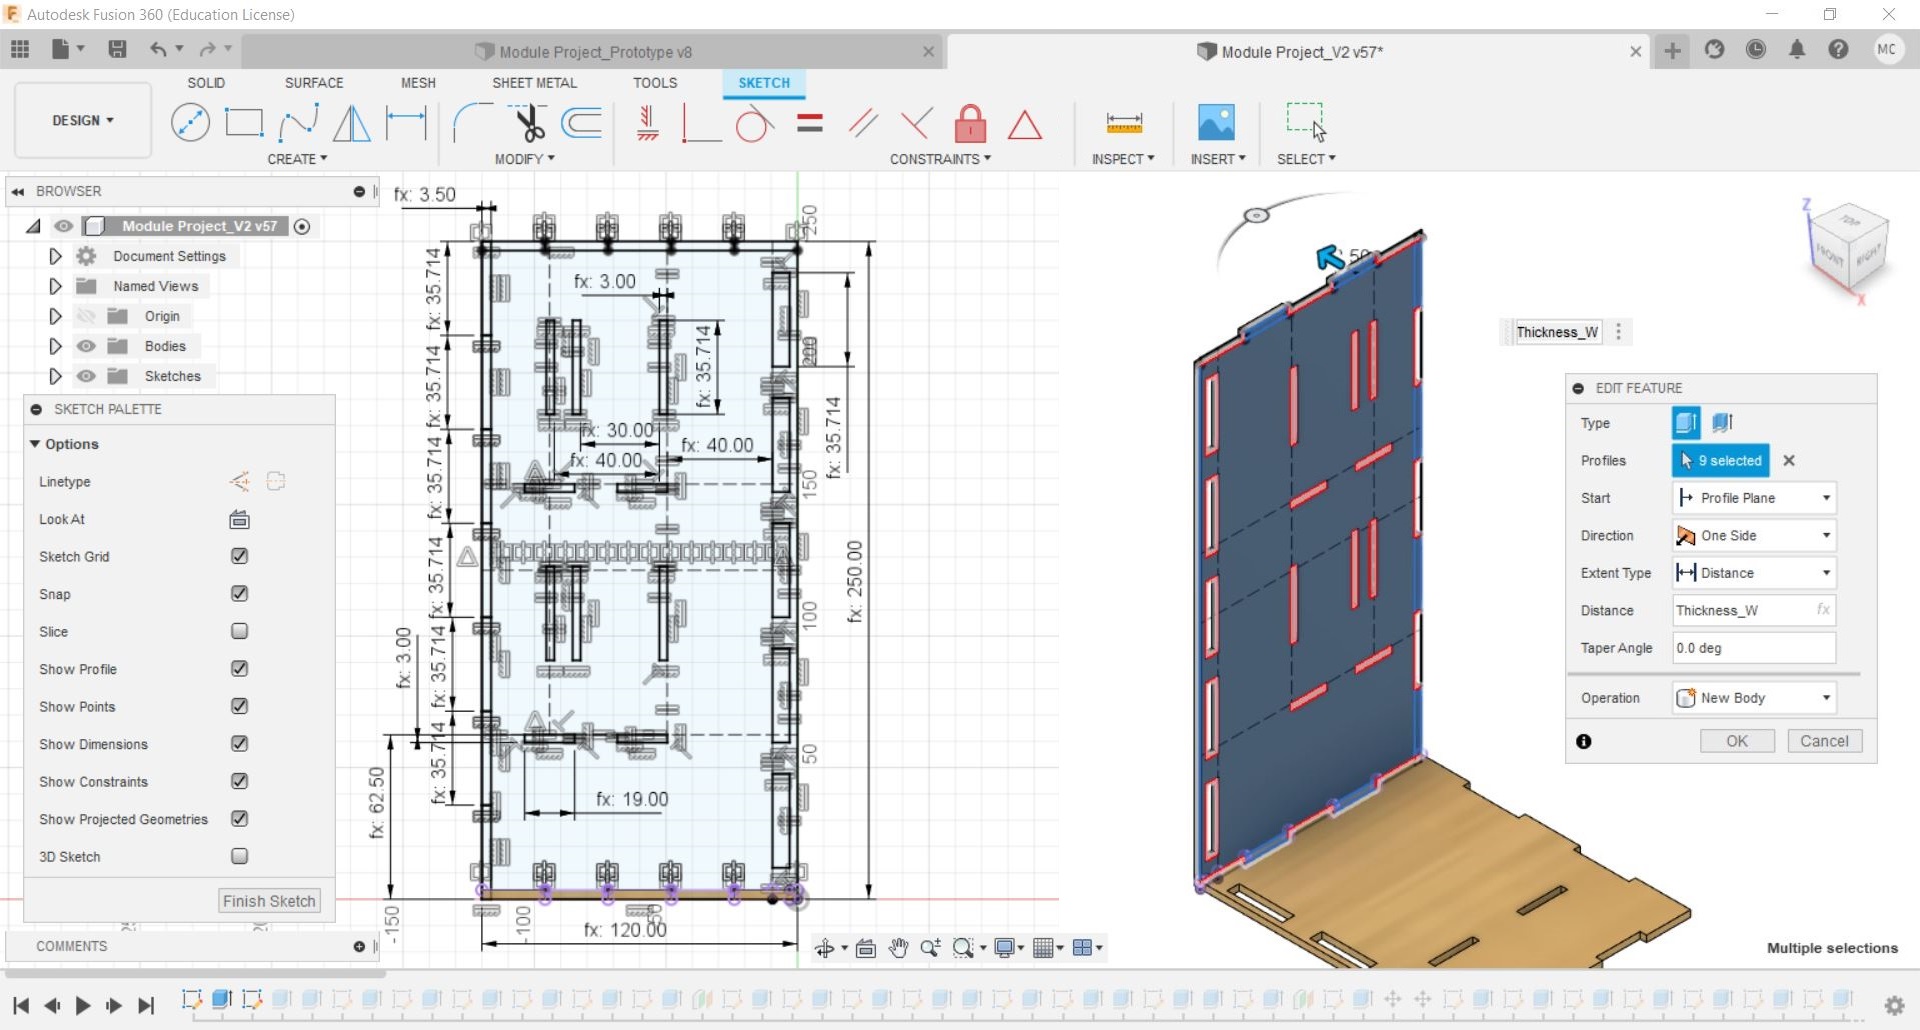 Autodesk Fusion 360 (Education License)
Module Project_Prototype v8
Module Project_V2 v57*
MC
DESIGN
SOLID
SURFACE
MESH
SHEET METAL
TOOLS
SKETCH
CREATE
MODIFY
CONSTRAINTS
INSPECT
INSERT
SELECT
BROWSER
Module Project_V2 v57
Document Settings
Named Views
Origin
Bodies
Sketches
SKETCH PALETTE
Options
Linetype
Look At
Sketch Grid
Snap
Slice
Show Profile
Show Points
Show Dimensions
Show Constraints
Show Projected Geometries
3D Sketch
Finish Sketch
COMMENTS
fx: 3.50
250
fx: 35.714
fx: 3.00
fx: 35.714
200
fx: 35.714
fx: 30.00
fx: 40.00
fx: 40.00
fx: 35.714
fx: 35.714
150
fx: 35.714
fx: 250.00
100
fx: 3.00
fx: 35.714
50
fx: 35.714
fx: 62.50
fx: 19.00
-150
-100
50
fx: 120.00
50
TOP
FRONT
RIGHT
Z
X
Thickness_W
EDIT FEATURE
Type
Profiles
9 selected
Start
Profile Plane
Direction
One Side
Extent Type
Distance
Distance
Thickness_W
fx
Taper Angle
0.0 deg
Operation
New Body
OK
Cancel
Multiple selections